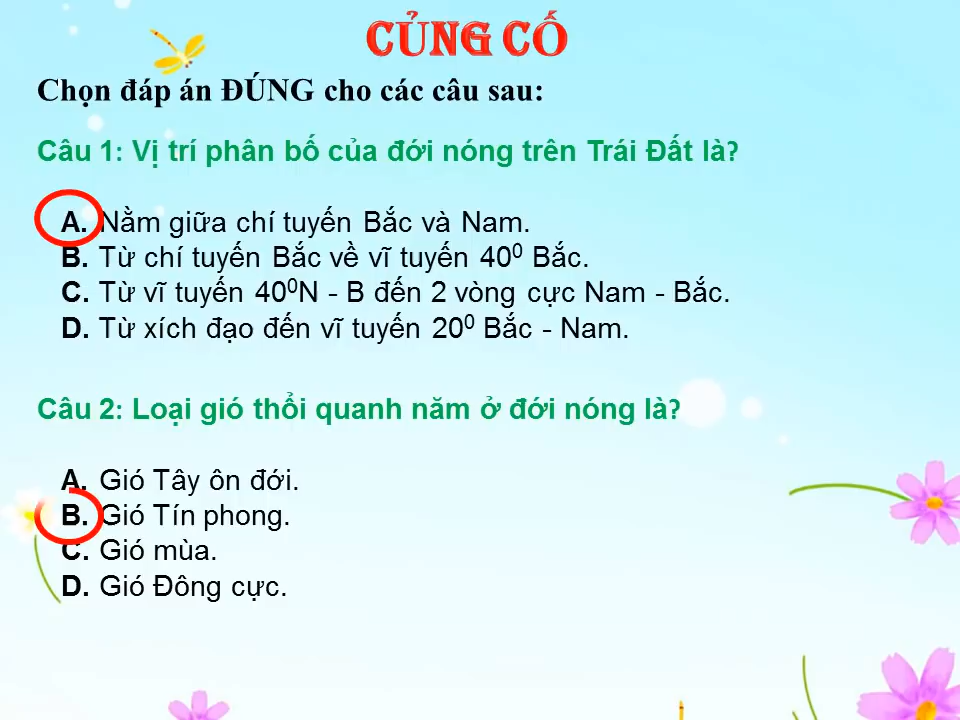 CỦNG CỐ
Chọn đáp án ĐÚNG cho các câu sau:
Câu 1: Vị trí phân bố của đới nóng trên Trái Đất là?
A. Nằm giữa chí tuyến Bắc và Nam.
B. Từ chí tuyến Bắc về vĩ tuyến 40⁰ Bắc.
C. Từ vĩ tuyến 40⁰N - B đến 2 vòng cực Nam - Bắc.
D. Từ xích đạo đến vĩ tuyến 20⁰ Bắc - Nam.
Câu 2: Loại gió thổi quanh năm ở đới nóng là?
A. Gió Tây ôn đới.
B. Gió Tín phong.
C. Gió mùa.
D. Gió Đông cực.